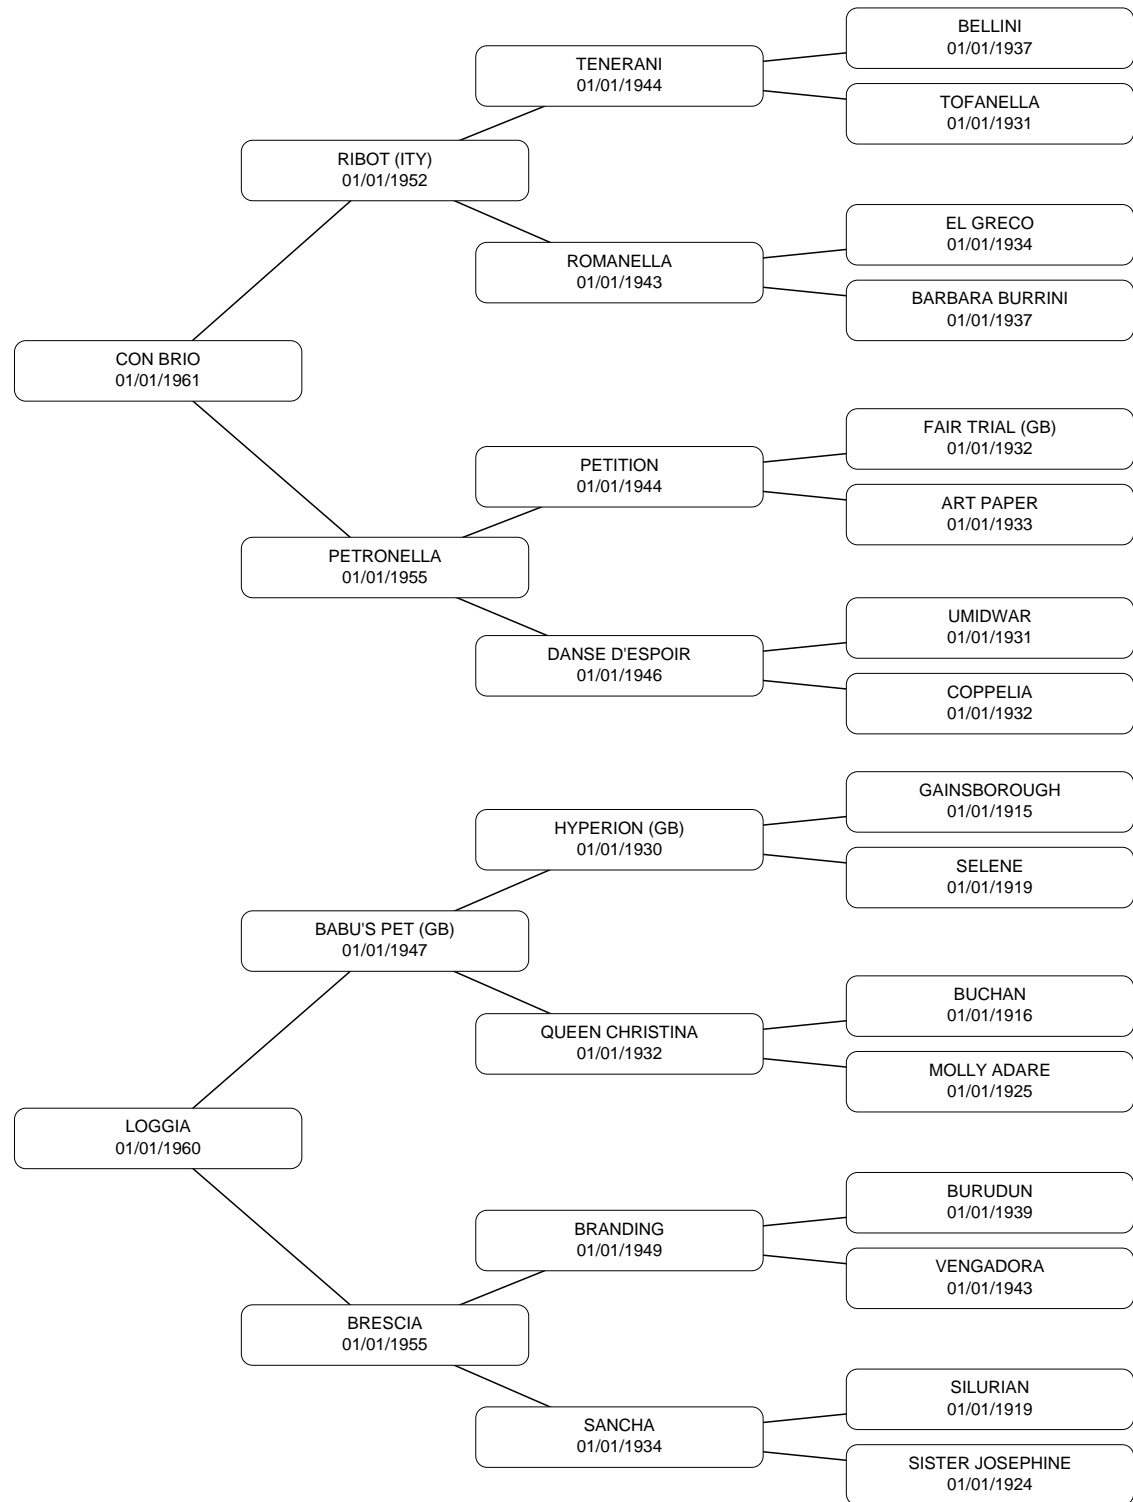 BELLINI
01/01/1937
TENERANI
01/01/1944
TOFANELLA
01/01/1931
RIBOT (ITY)
01/01/1952
EL GRECO
01/01/1934
ROMANELLA
01/01/1943
BARBARA BURRINI
01/01/1937
CON BRIO
01/01/1961
FAIR TRIAL (GB)
01/01/1932
PETITION
01/01/1944
ART PAPER
01/01/1933
PETRONELLA
01/01/1955
UMIDWAR
01/01/1931
DANSE D'ESPOIR
01/01/1946
COPPELIA
01/01/1932
GAINSBOROUGH
01/01/1915
HYPERION (GB)
01/01/1930
SELENE
01/01/1919
BABU'S PET (GB)
01/01/1947
BUCHAN
01/01/1916
QUEEN CHRISTINA
01/01/1932
MOLLY ADARE
01/01/1925
LOGGIA
01/01/1960
BURUDUN
01/01/1939
BRANDING
01/01/1949
VENGADORA
01/01/1943
BRESCIA
01/01/1955
SILURIAN
01/01/1919
SANCHA
01/01/1934
SISTER JOSEPHINE
01/01/1924